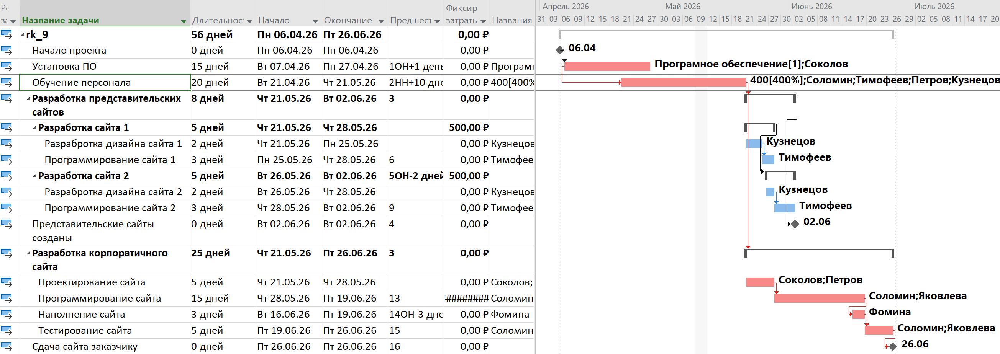 Ре Фиксир Апрель 2026 Май 2026 Июнь 2026 Июль 2026
за Название задачи Длительнос Начало Окончание Предшест затрать Названия 31 03 06 09 12 15 18 21 24 27 30 03 06 09 12 15 18 21 24 27 30 02 05 08 11 14 17 20 23 26 29 02 05 08 11 14 17 20
rk_9 56 дней Пн 06.04.26 Пт 26.06.26 0,00 ₽
Начало проекта 0 дней Пн 06.04.26 Пн 06.04.26 0,00 ₽ 06.04
Установка ПО 15 дней Вт 07.04.26 Пн 27.04.26 1ОН+1 день 0,00 ₽ Програмн Програмное обеспечение[1];Соколов
Обучение персонала 20 дней Вт 21.04.26 Чт 21.05.26 2НН+10 дне 0,00 ₽ 400[400% 400[400%];Соломин;Тимофеев;Петров;Кузнецов
Разработка представительских 8 дней Чт 21.05.26 Вт 02.06.26 3 0,00 ₽
сайтов
Разработка сайта 1 5 дней Чт 21.05.26 Чт 28.05.26 500,00 ₽
Разрабротка дизайна сайта 1 2 дней Чт 21.05.26 Пн 25.05.26 0,00 ₽ Кузнецов Кузнецов
Программирование сайта 1 3 дней Пн 25.05.26 Чт 28.05.26 6 0,00 ₽ Тимофее Тимофеев
Разработка сайта 2 5 дней Вт 26.05.26 Вт 02.06.26 5ОН-2 дней 500,00 ₽
Разрабротка дизайна сайта 2 2 дней Вт 26.05.26 Чт 28.05.26 0,00 ₽ Кузнецов Кузнецов
Программирование сайта 2 3 дней Чт 28.05.26 Вт 02.06.26 9 0,00 ₽ Тимофее Тимофеев
Представительские сайты 0 дней Вт 02.06.26 Вт 02.06.26 4 0,00 ₽ 02.06
созданы
Разработка корпоратичного 25 дней Чт 21.05.26 Пт 26.06.26 3 0,00 ₽
сайта
Проектирование сайта 5 дней Чт 21.05.26 Чт 28.05.26 0,00 ₽ Соколов; Соколов;Петров
Программирование сайта 15 дней Чт 28.05.26 Пт 19.06.26 13 ########## Соломин Соломин;Яковлева
Наполнение сайта 3 дней Вт 16.06.26 Пт 19.06.26 14ОН-3 дне 0,00 ₽ Фомина Фомина
Тестирование сайта 5 дней Пт 19.06.26 Пт 26.06.26 15 0,00 ₽ Соломин Соломин;Яковлева
Сдача сайта заказчику 0 дней Пт 26.06.26 Пт 26.06.26 16 0,00 ₽ 26.06